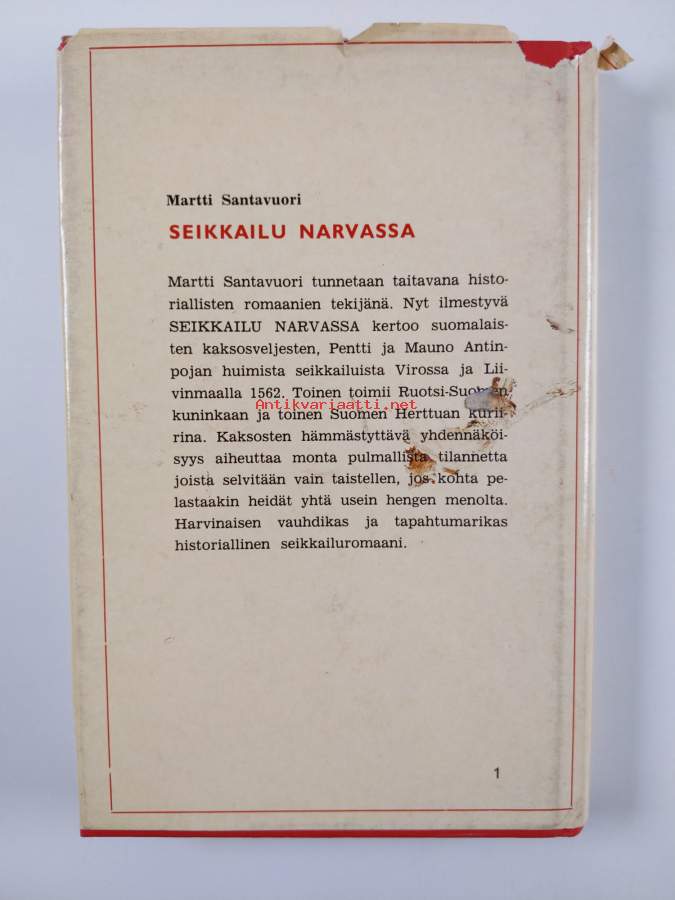 Martti Santavuori
SEIKKAILU NARVASSA
Martti Santavuori tunnetaan taitavana histo-
riallisten romaanien tekijänä. Nyt ilmestyvä
SEIKKAILU NARVASSA kertoo suomalais-
ten kaksosveljesten, Pentti ja Mauno Antin-
pojan huimista seikkailuista Virossa ja Lii-
vinmaalla 1562. Toinen toimii Ruotsi-Suomen
Antikvariaatti.net
kuninkaan ja toinen Suomen Herttuan kurii-
rina. Kaksosten hämmästyttävä yhdennäköi-
syys aiheuttaa monta pulmallista tilannetta
joista selvitään vain taistellen, jos kohta pe-
lastaakin heidät yhtä usein hengen menolta.
Harvinaisen vauhdikas ja tapahtumarikas
historiallinen seikkailuromaani.
1